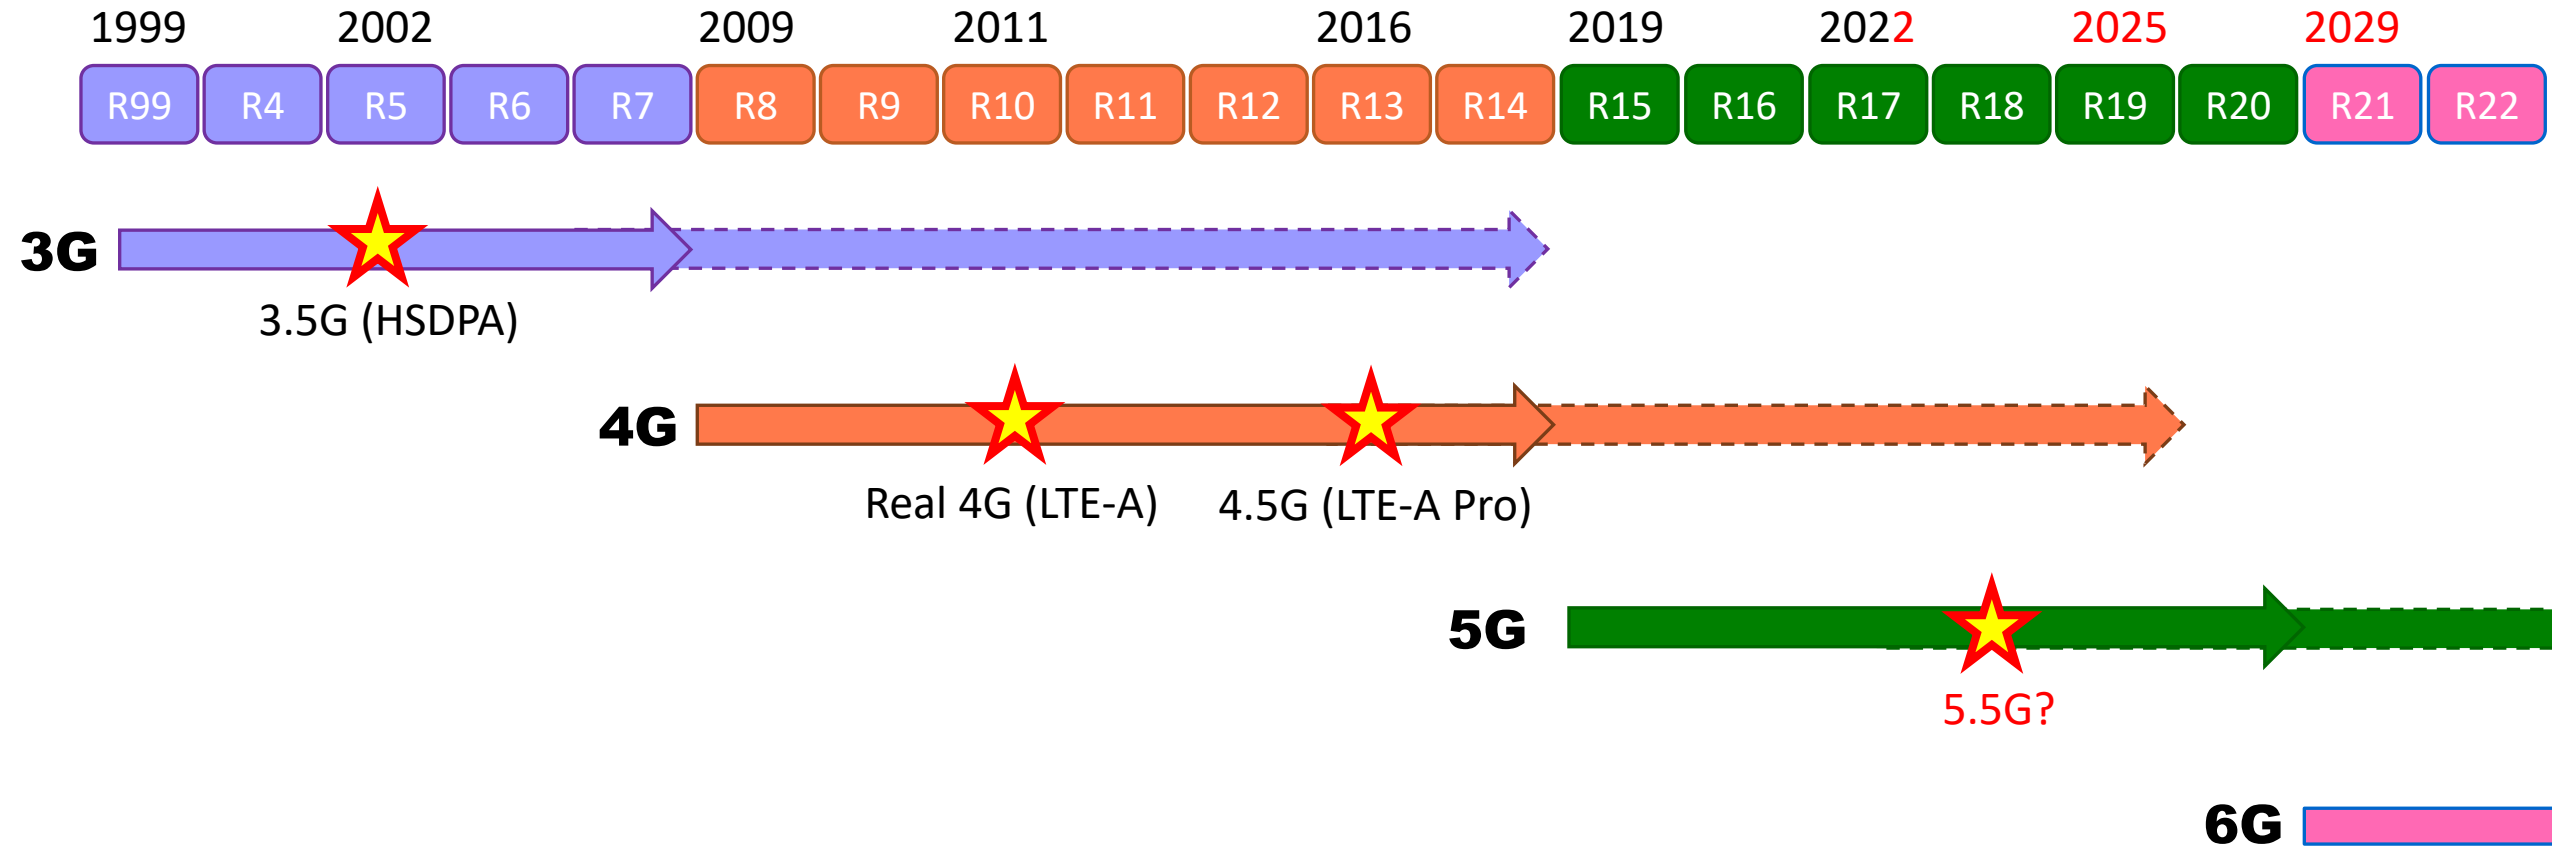 1999 2002 2009 2011 2016 2019 2022 2025 2029
R99 R4 R5 R6 R7 R8 R9 R10 R11 R12 R13 R14 R15 R16 R17 R18 R19 R20 R21 R22
3G
3.5G (HSDPA)
4G
Real 4G (LTE-A) 4.5G (LTE-A Pro)
5G
5.5G?
6G